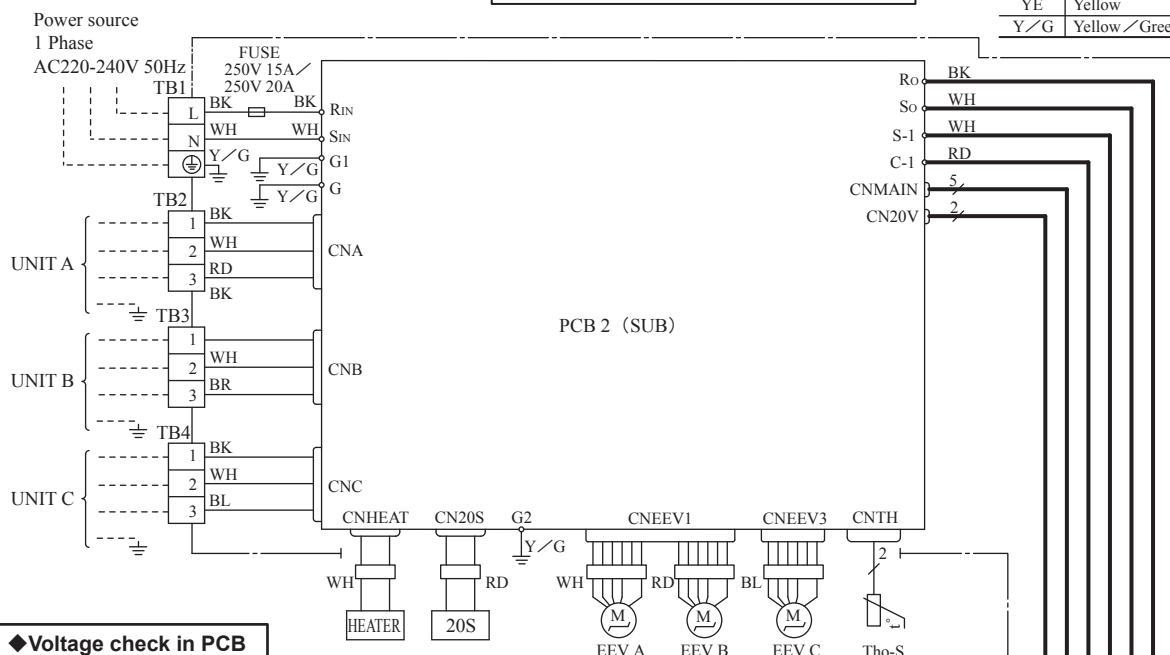 YE Yellow
Y/G Yellow/Gree
Power source
1 Phase
AC220-240V 50Hz
FUSE
250V 15A/
250V 20A
TB1
L BK BK RIN
N WH WH SIN
Y/G
Y/G G1
Y/G G
TB2
UNIT A
1 BK
2 WH
3 RD
BK
CNA
TB3
UNIT B
1
2 WH
3 BR
CNB
TB4
UNIT C
1 BK
2 WH
3 BL
CNC
PCB 2 (SUB)
RO BK
SO WH
S-1 WH
C-1 RD
CNMAIN 5
CN20V 2
CNHEAT CN20S G2 CNEEV1 CNEEV3 CNTH
Y/G
2
WH RD WH RD BL
HEATER 20S M M M t°
EEV A EEV B EEV C Tho-S
◆Voltage check in PCB